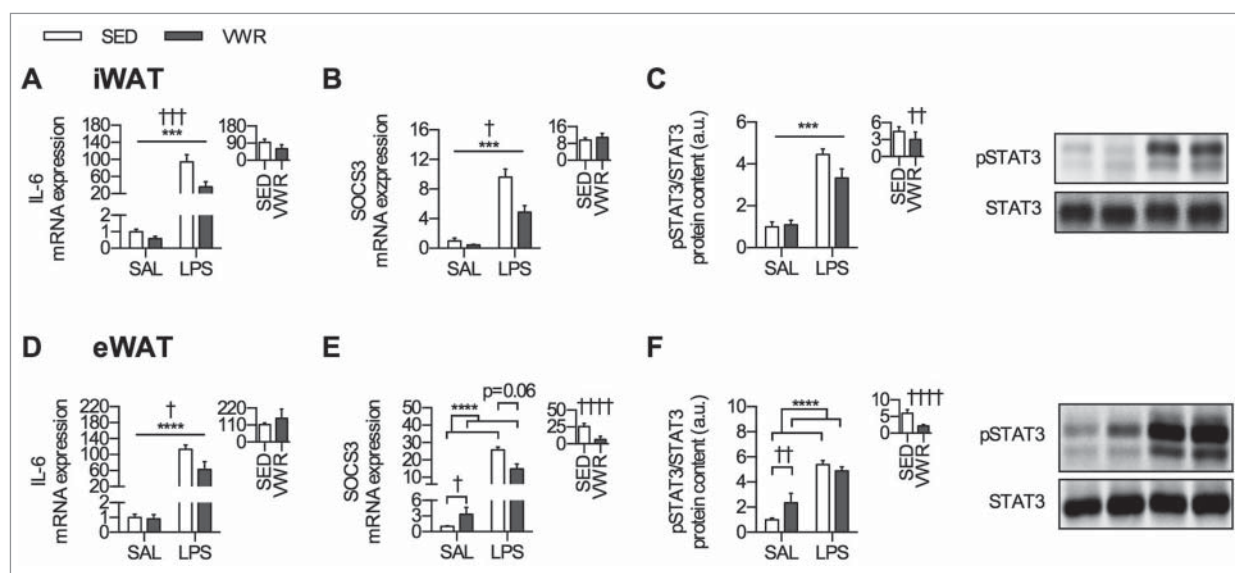 SED VWR
A iWAT
IL-6
mRNA expression
180
140
100
60
20
2
1
0
SAL LPS
†††
***
180
90
0
SED
VWR
B
SOCS3
mRNA exzpression
16
12
8
4
0
SAL LPS
†
***
16
8
0
SED
VWR
C
pSTAT3/STAT3
protein content (a.u.)
6
4
2
0
SAL LPS
***
6
3
0
††
SED
VWR
pSTAT3
STAT3
D eWAT
IL-6
mRNA expression
220
180
140
100
60
2
1
0
SAL LPS
†
****
220
110
0
SED
VWR
E
SOCS3
mRNA expression
50
40
30
20
10
6
3
0
SAL LPS
p=0.06
****
†
50
25
0
††††
SED
VWR
F
pSTAT3/STAT3
protein content (a.u.)
10
8
6
4
2
0
SAL LPS
****
††
10
5
0
††††
SED
VWR
pSTAT3
STAT3